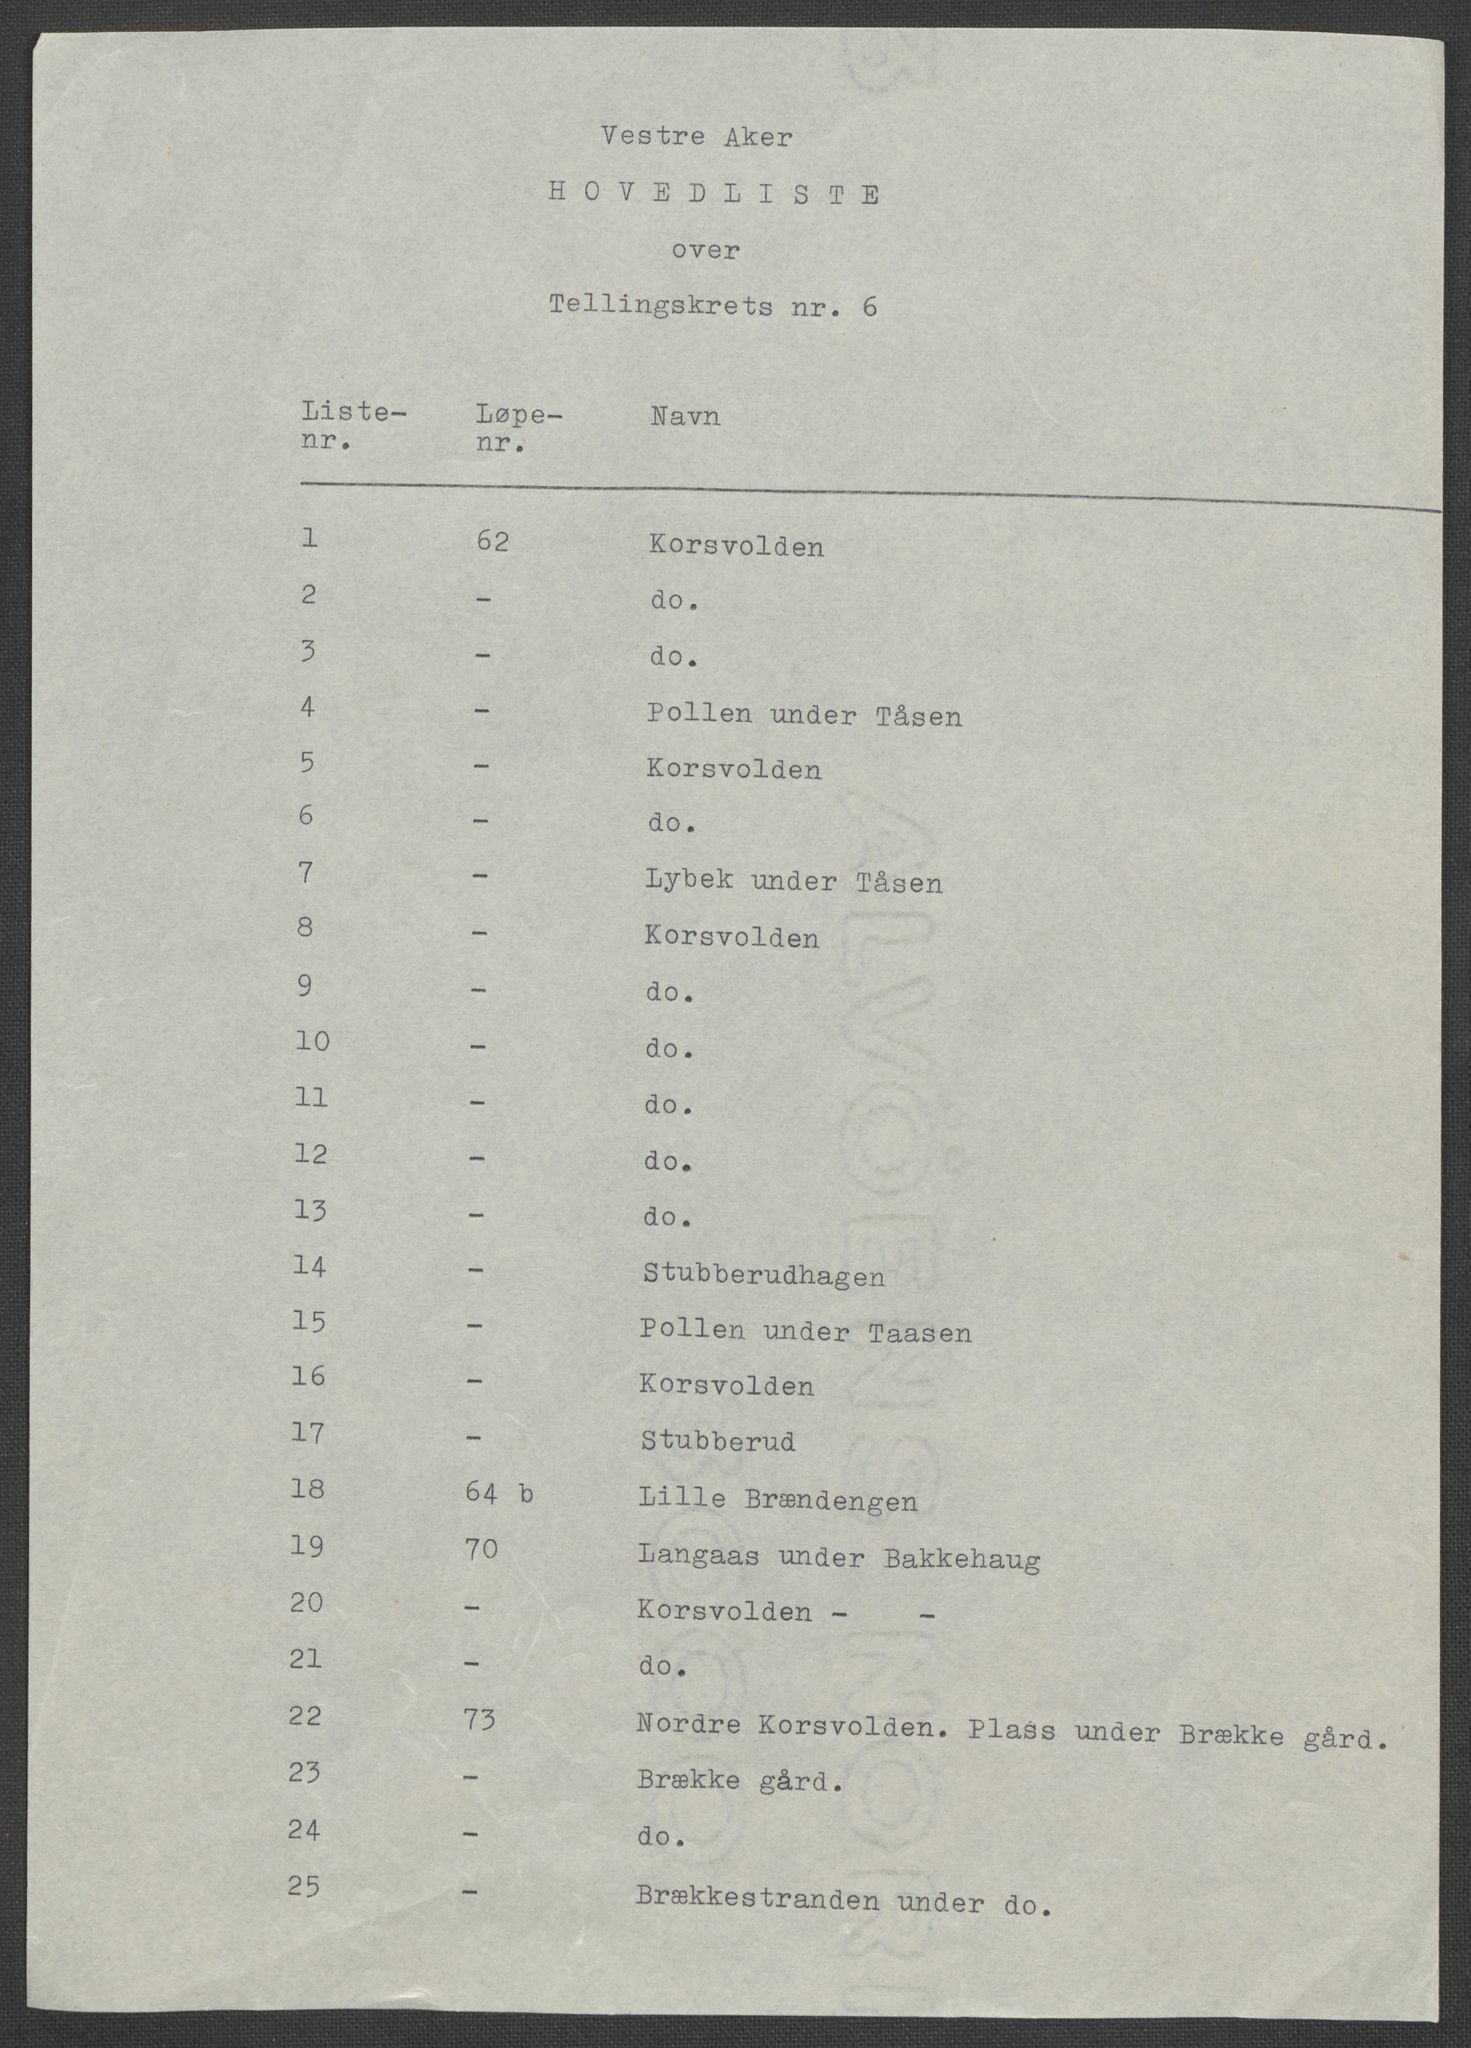 Vestre Aker
H O V E D L I S T E
over
Tellingskrets nr. 6
Liste- Løpe- Navn
nr. nr.
1 62 Korsvolden
2 - do.
3 - do.
4 - Pollen under Tåsen
5 - Korsvolden
6 - do.
7 - Lybek under Tåsen
8 - Korsvolden
9 - do.
10 - do.
11 - do.
12 - do.
13 - do.
14 - Stubberudhagen
15 - Pollen under Taasen
16 - Korsvolden
17 - Stubberud
18 64 b Lille Brændengen
19 70 Langaas under Bakkehaug
20 - Korsvolden - -
21 - do.
22 73 Nordre Korsvolden. Plass under Brække gård.
23 - Brække gård.
24 - do.
25 - Brækkestranden under do.